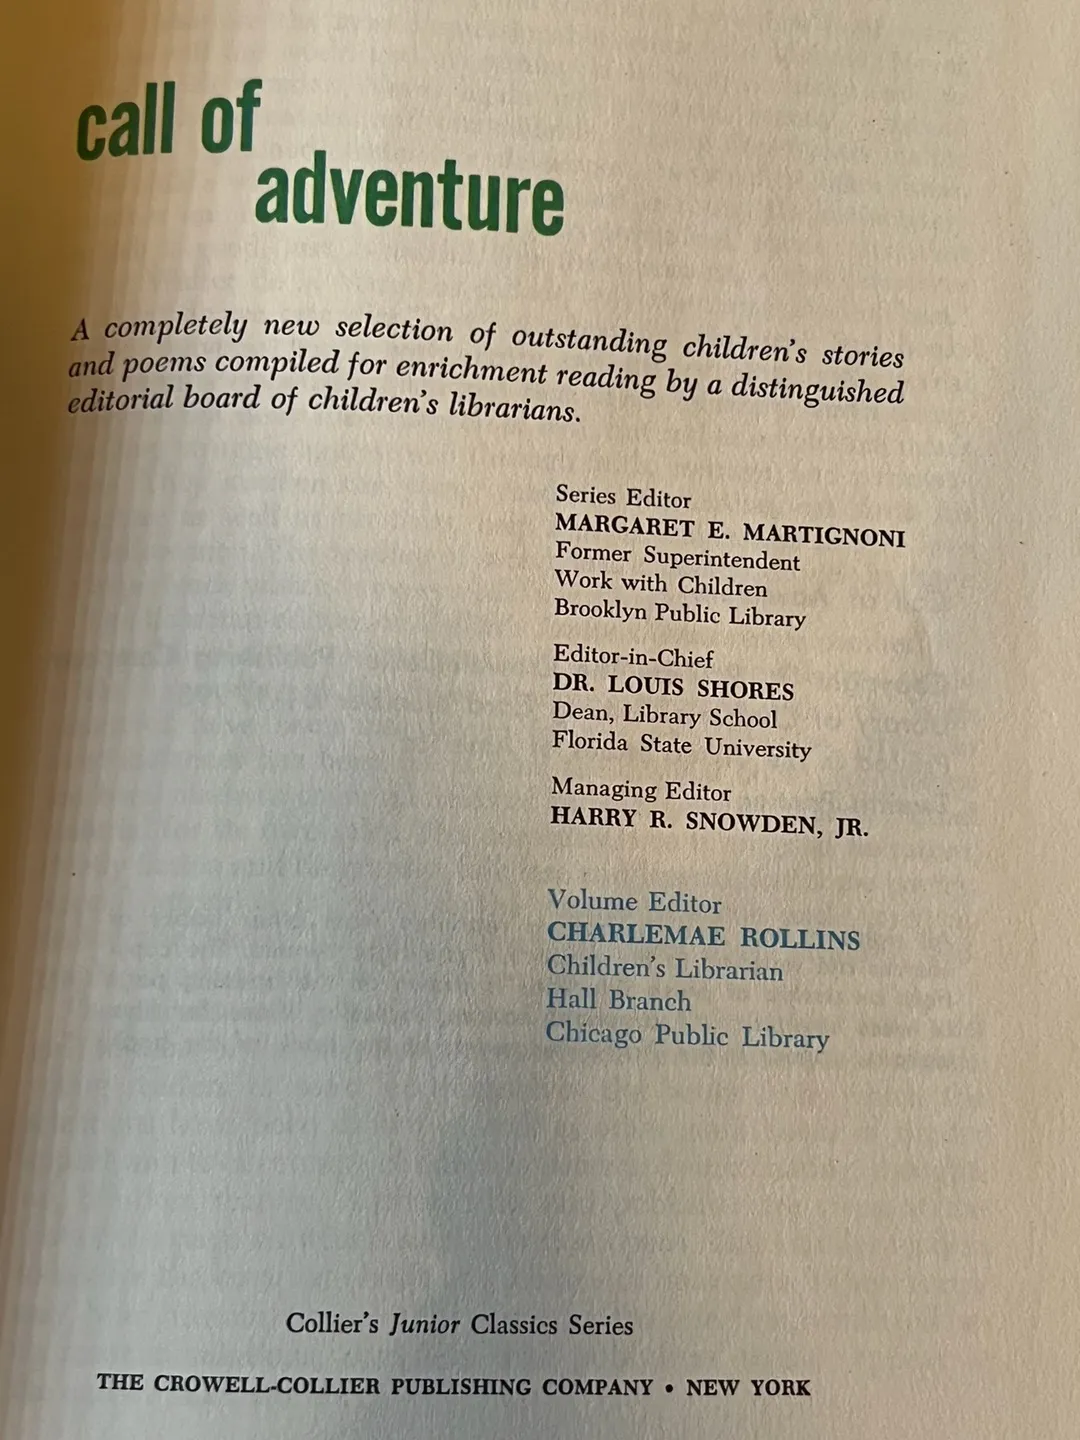 call of
adventure
A completely new selection of outstanding children's stories
and poems compiled for enrichment reading by a distinguished
editorial board of children's librarians.
Series Editor
MARGARET E. MARTIGNONI
Former Superintendent
Work with Children
Brooklyn Public Library
Editor-in-Chief
DR. LOUIS SHORES
Dean, Library School
Florida State University
Managing Editor
HARRY R. SNOWDEN, JR.
Volume Editor
CHARLEMAE ROLLINS
Children's Librarian
Hall Branch
Chicago Public Library
Collier's Junior Classics Series
THE CROWELL-COLLIER PUBLISHING COMPANY • NEW YORK